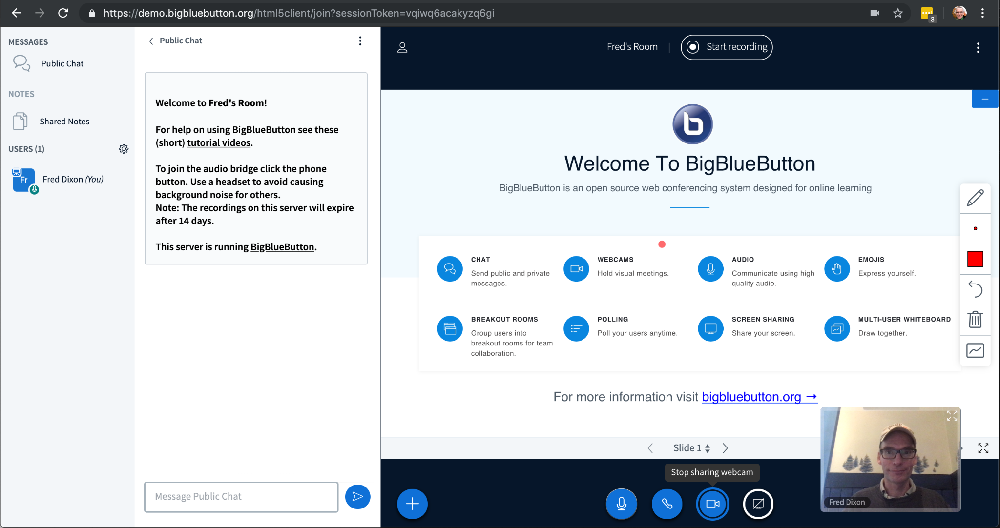 https://demo.bigbluebutton.org/html5client/join?sessionToken=vqiwq6acakyzq6gi
3
MESSAGES
Public Chat
NOTES
Shared Notes
USERS (1)
Fr
Fred Dixon (You)
Public Chat
Welcome to Fred's Room!
For help on using BigBlueButton see these
(short) tutorial videos.
To join the audio bridge click the phone
button. Use a headset to avoid causing
background noise for others.
Note: The recordings on this server will expire
after 14 days.
This server is running BigBlueButton.
Message Public Chat
Fred's Room
Start recording
b
Welcome To BigBlueButton
BigBlueButton is an open source web conferencing system designed for online learning
CHAT
Send public and private
messages.
WEBCAMS
Hold visual meetings.
AUDIO
Communicate using high
quality audio.
EMOJIS
Express yourself.
BREAKOUT ROOMS
Group users into
breakout rooms for team
collaboration.
POLLING
Poll your users anytime.
SCREEN SHARING
Share your screen.
MULTI-USER WHITEBOARD
Draw together.
For more information visit bigbluebutton.org →
Slide 1
Stop sharing webcam
Fred Dixon